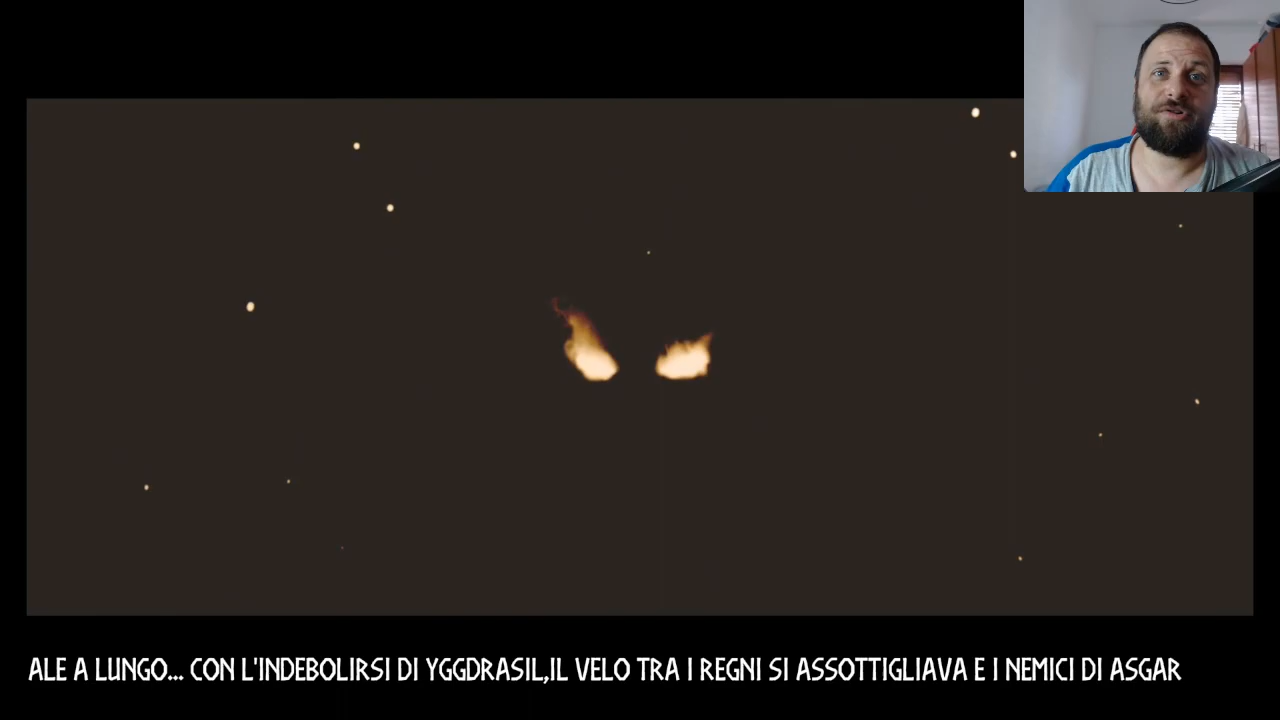 ALE A LUNGO... CON L'INDEBOLIRSI DI YGGDRASIL,IL VELO TRA I REGNI SI ASSOTTIGLIAVA E I NEMICI DI ASGAR